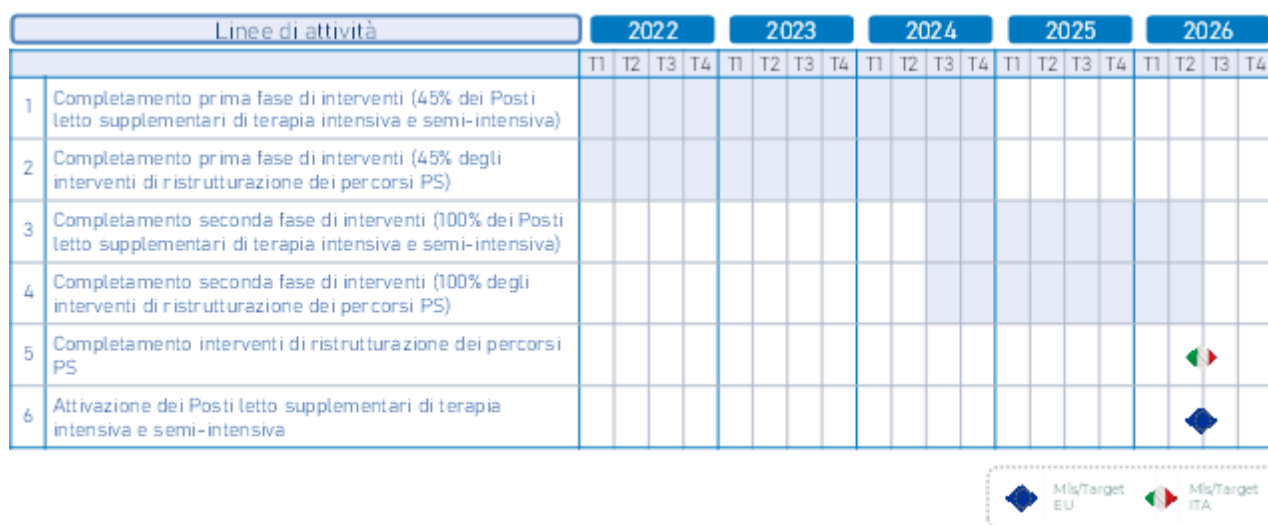 Linee di attività 2022 2023 2024 2025 2026
T1 T2 T3 T4 T1 T2 T3 T4 T1 T2 T3 T4 T1 T2 T3 T4 T1 T2 T3 T4
1 Completamento prima fase di interventi (45% dei Posti
letto supplementari di terapia intensiva e semi-intensiva)
2 Completamento prima fase di interventi (45% degli
interventi di ristrutturazione dei percorsi PS)
3 Completamento seconda fase di interventi (100% dei Posti
letto supplementari di terapia intensiva e semi-intensiva)
4 Completamento seconda fase di interventi (100% degli
interventi di ristrutturazione dei percorsi PS)
5 Completamento interventi di ristrutturazione dei percorsi
PS
6 Attivazione dei Posti letto supplementari di terapia
intensiva e semi-intensiva
Mls/Target Mls/Target
EU ITA